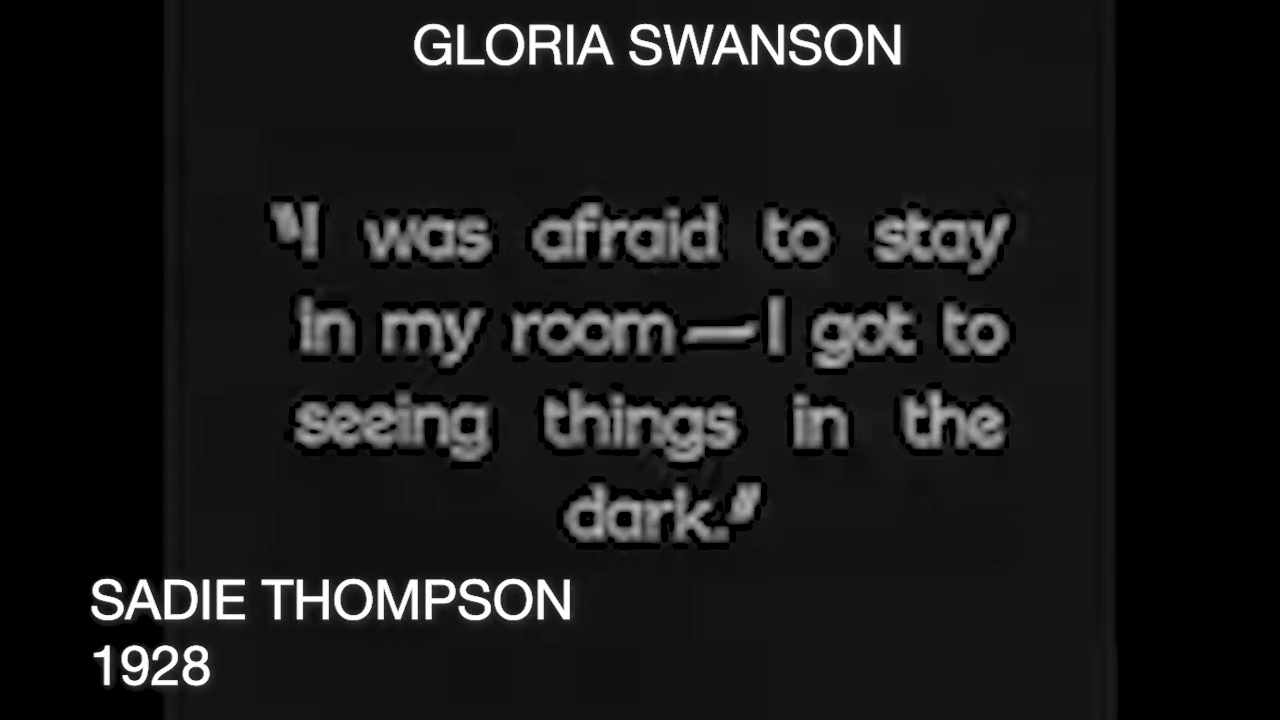 GLORIA SWANSON
"I was afraid to stay
in my room—I got to
seeing things in the
dark."
SADIE THOMPSON
1928